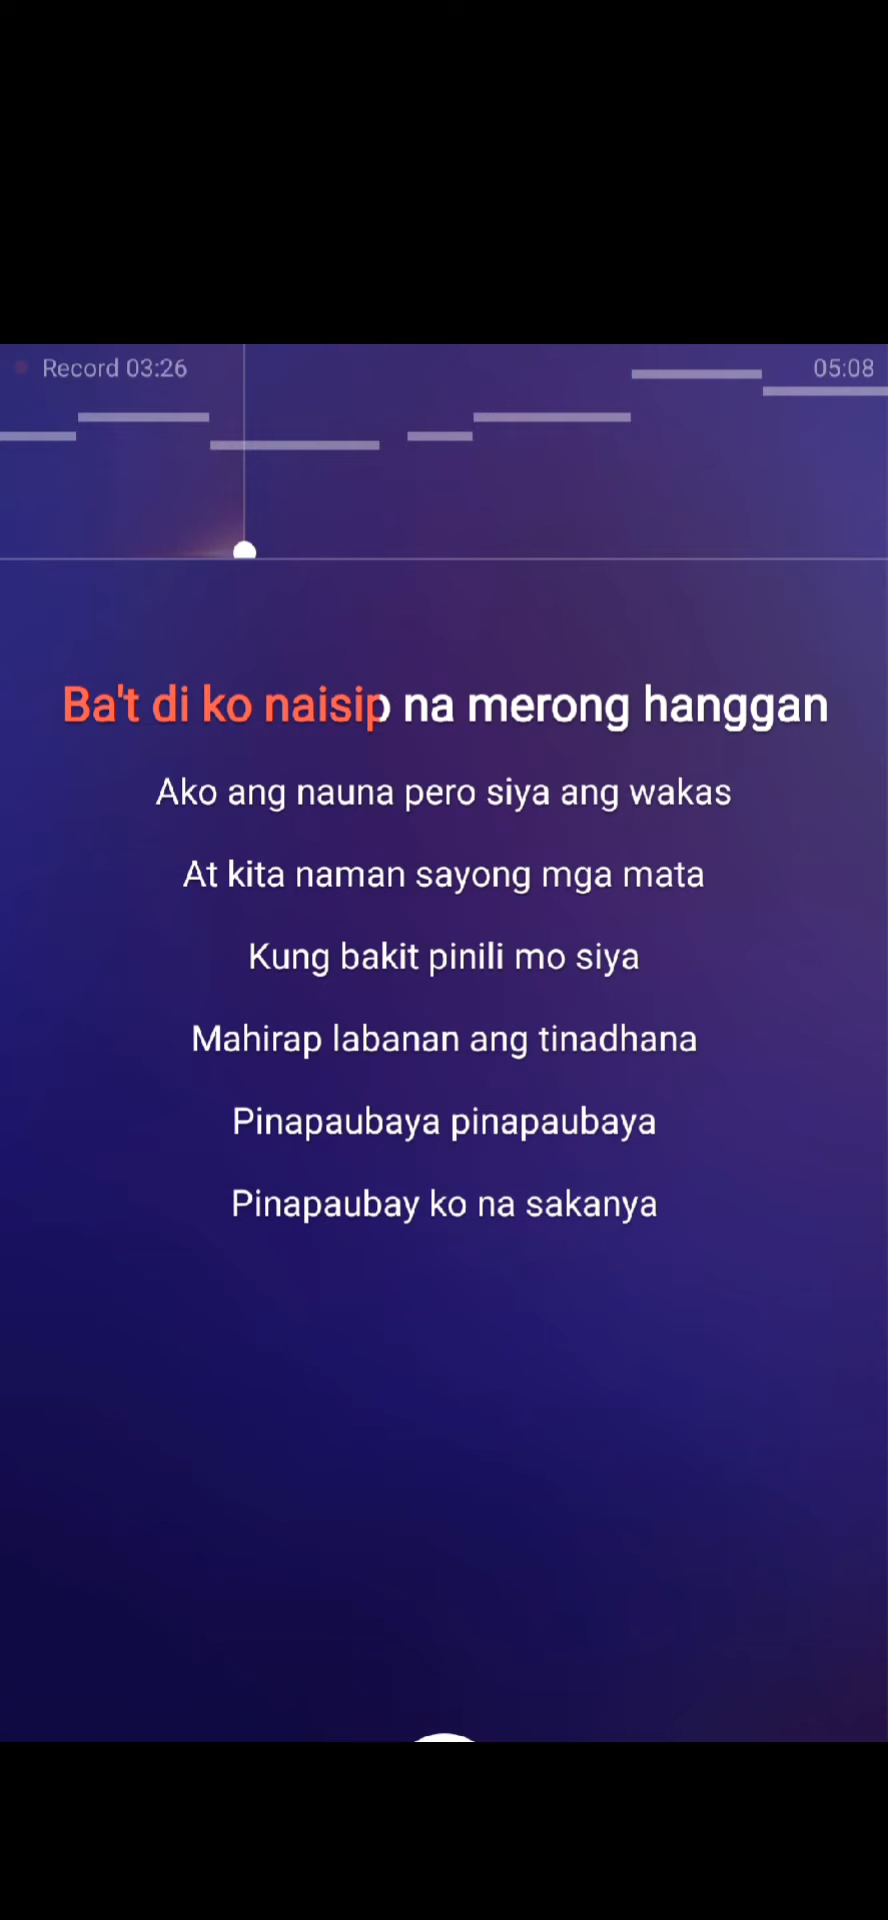 Record 03:26
05:08
Ba't di ko naisip na merong hanggan
Ako ang nauna pero siya ang wakas
At kita naman sayong mga mata
Kung bakit pinili mo siya
Mahirap labanan ang tinadhana
Pinapaubaya pinapaubaya
Pinapaubay ko na sakanya